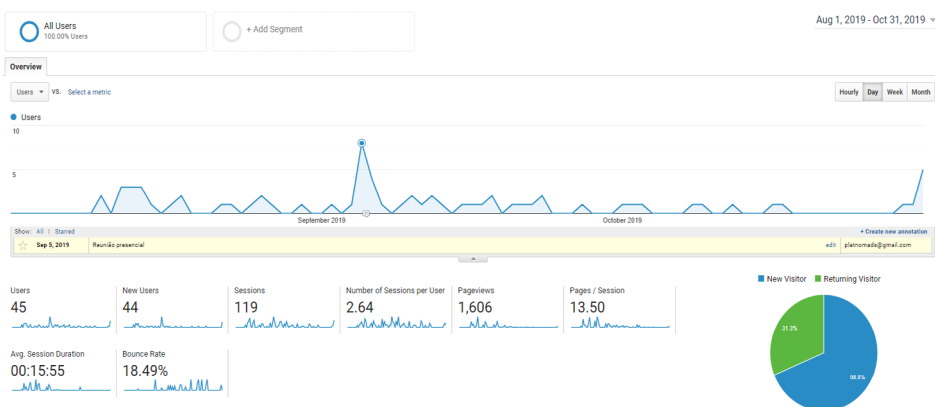 All Users
100.00% Users
+ Add Segment
Aug 1, 2019 - Oct 31, 2019
Overview
Users
VS.
Select a metric
Hourly
Day
Week
Month
Users
10
5
September 2019
October 2019
Show: All | Starred
+ Create new annotation
Sep 5, 2019
Reunião presencial
edit
platnomads@gmail.com
Users
45
New Users
44
Sessions
119
Number of Sessions per User
2.64
Pageviews
1,606
Pages / Session
13.50
Avg. Session Duration
00:15:55
Bounce Rate
18.49%
New Visitor
Returning Visitor
31.3%
68.8%